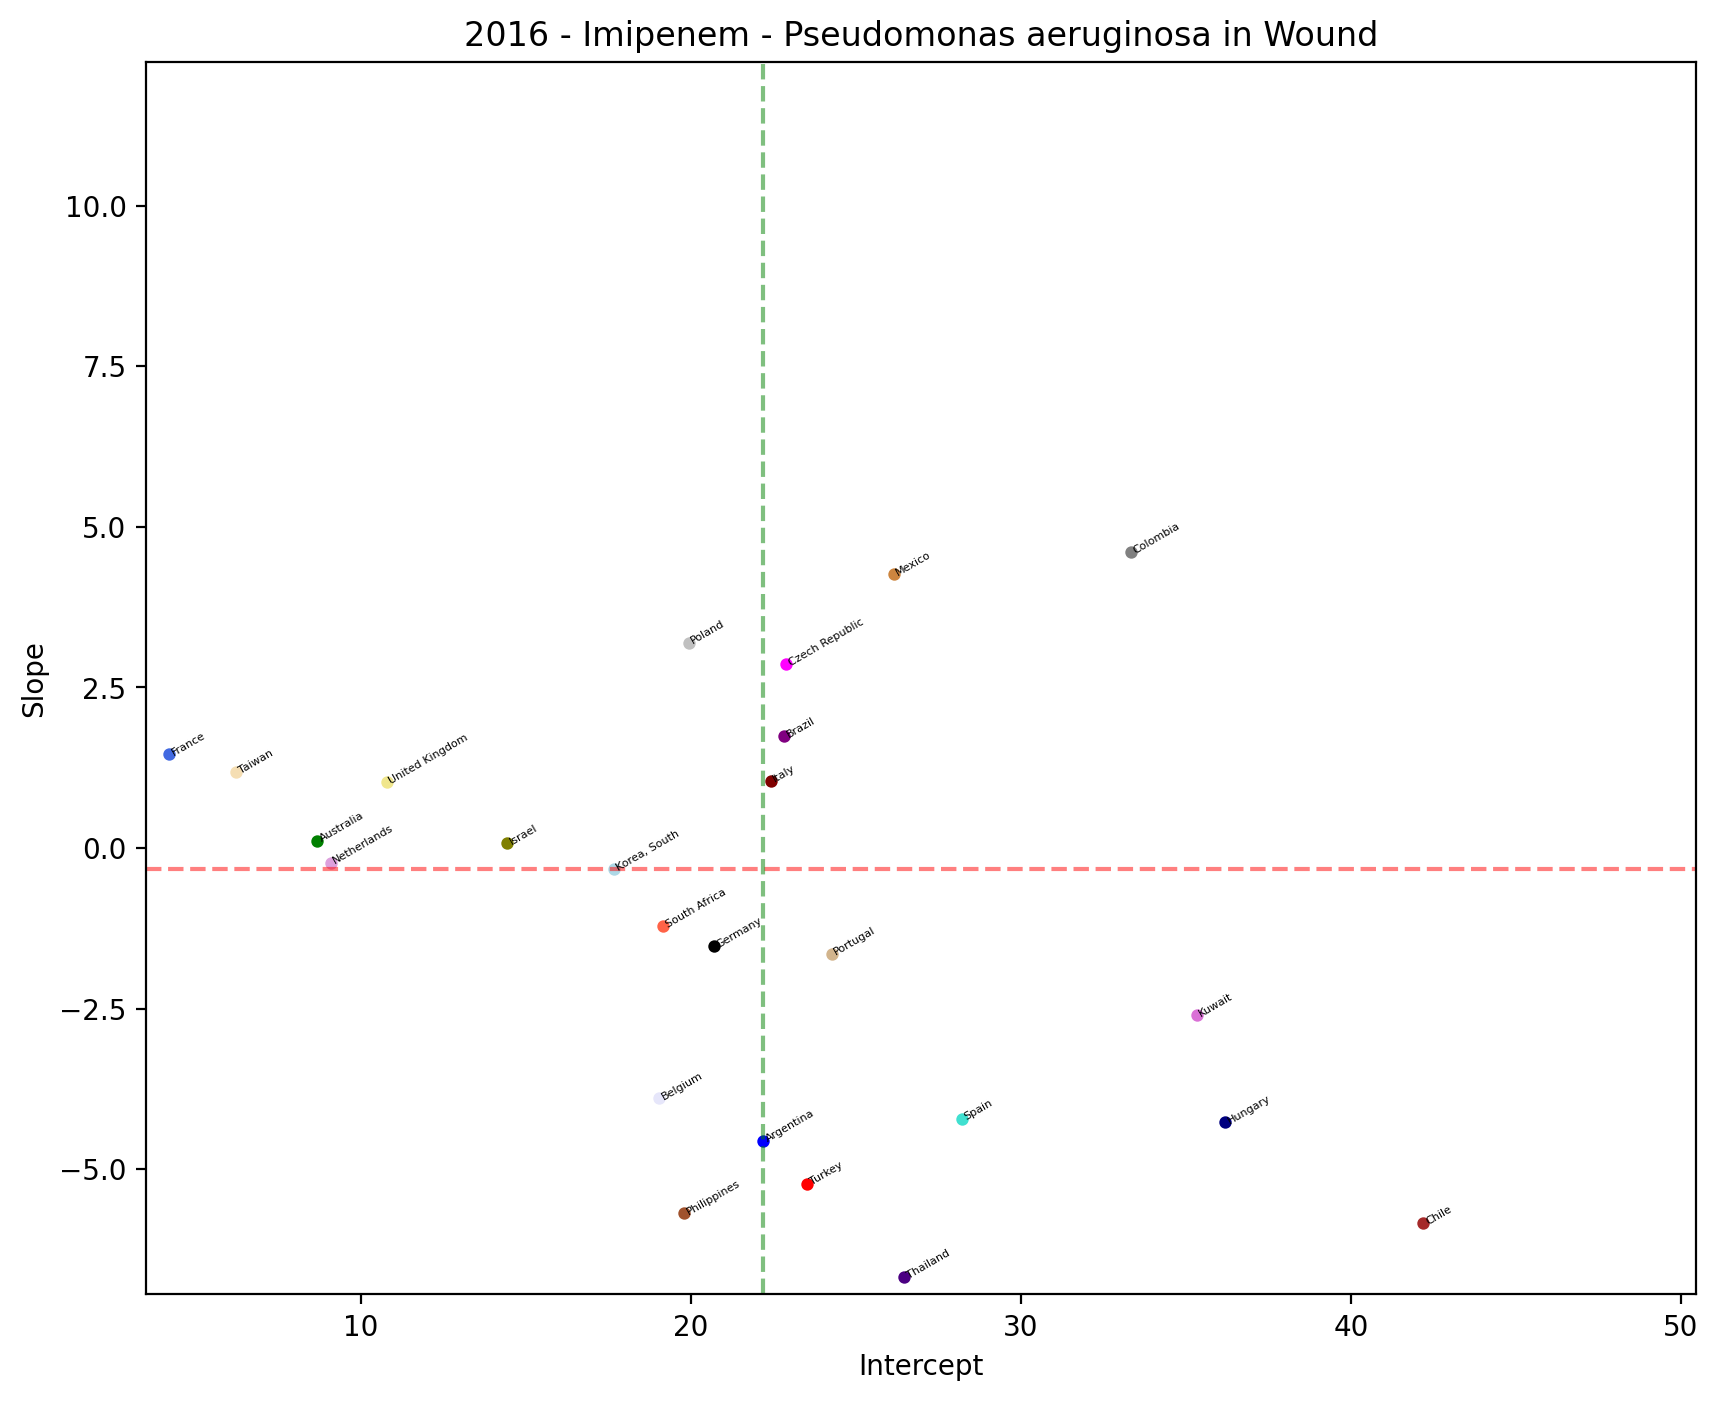 2016 - Imipenem - Pseudomonas aeruginosa in Wound
10.0
7.5
5.0
2.5
0.0
−2.5
−5.0
Slope
Colombia
Mexico
Poland
Czech Republic
Brazil
France
Taiwan
United Kingdom
Italy
Australia
Netherlands
Israel
Korea, South
South Africa
Germany
Portugal
Kuwait
Belgium
Argentina
Spain
Hungary
Turkey
Philippines
Chile
Thailand
10
20
30
40
50
Intercept